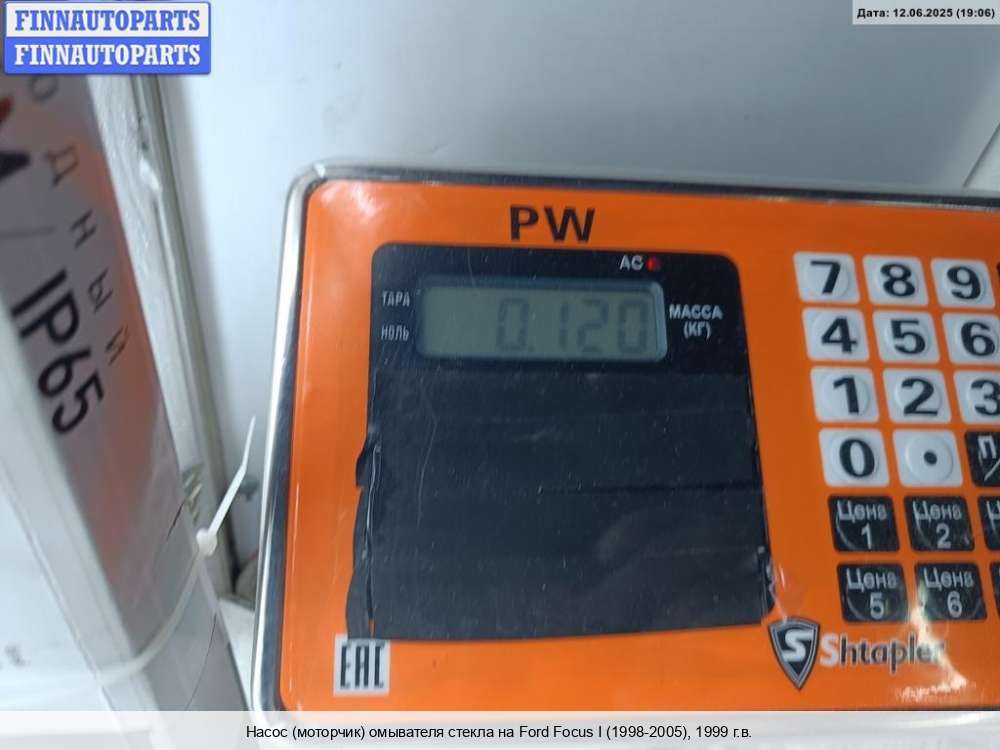 FINNAUTOPARTS
FINNAUTOPARTS
Дата: 12.06.2025 (19:06)
одный
IP65
PW
AC
ТАРА
НОЛЬ
0.120
МАССА
(КГ)
7 8 9
4 5 6
1 2 3
0 •
Цена 1
Цена 2
Цена 5
Цена 6
EAC
Shtapler
Насос (моторчик) омывателя стекла на Ford Focus I (1998-2005), 1999 г.в.